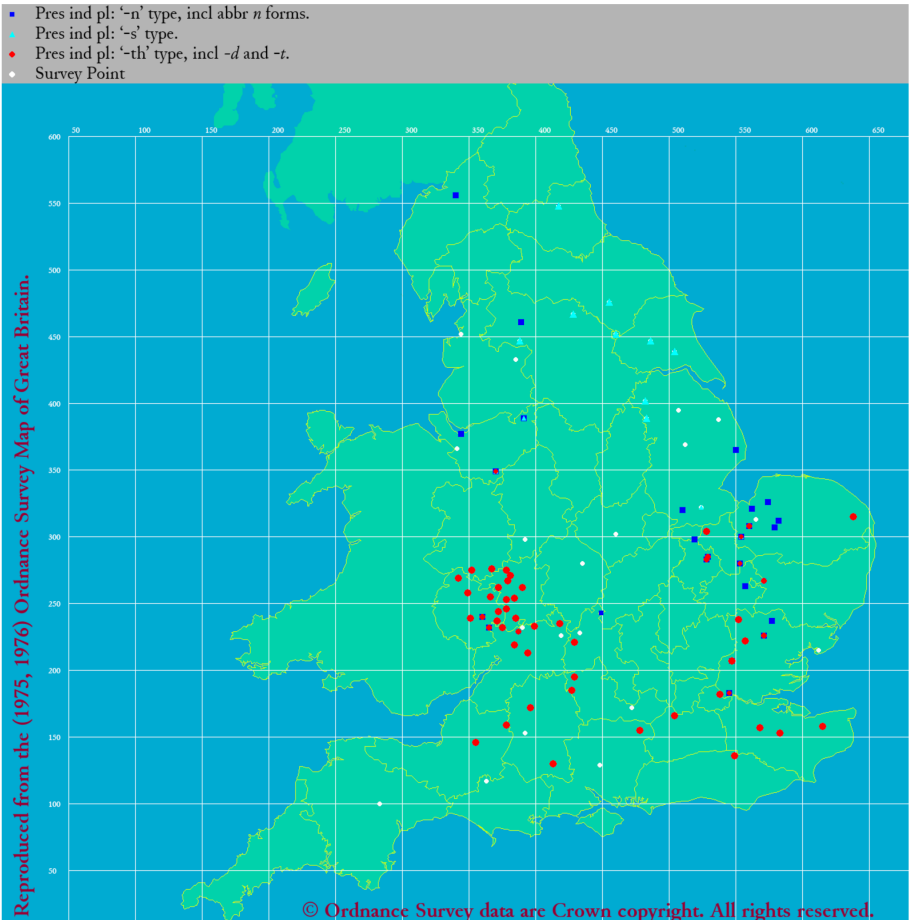 Pres ind pl: ‘-n’ type, incl abbr n forms.
Pres ind pl: ‘-s’ type.
Pres ind pl: ‘-th’ type, incl -d and -t.
Survey Point
50 100 150 200 250 300 350 400 450 500 550 600 650
600
550
500
450
400
350
300
250
200
150
100
50
Reproduced from the (1975, 1976) Ordnance Survey Map of Great Britain.
© Ordnance Survey data are Crown copyright. All rights reserved.